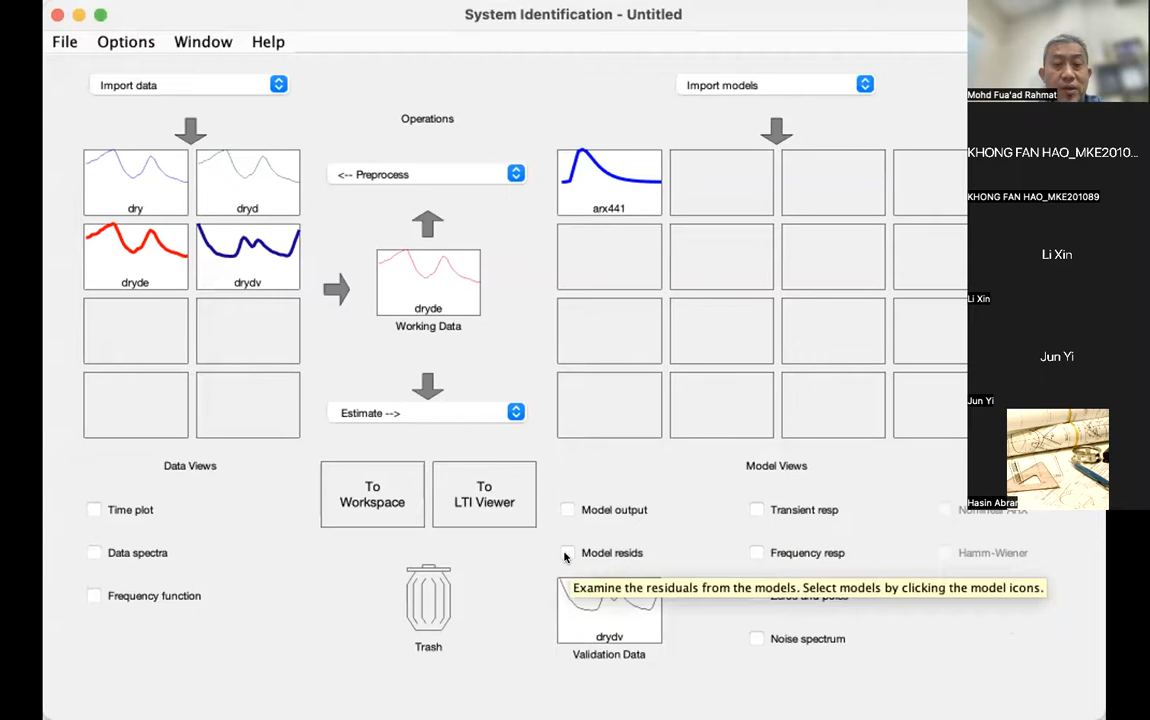 System Identification - Untitled
File Options Window Help
Import data
Import models
Operations
<-- Preprocess
dry
dryd
dryde
drydv
arx441
dryde
Working Data
Estimate -->
Data Views
To
Workspace
To
LTI Viewer
Model Views
Time plot
Data spectra
Frequency function
Trash
Model output
Model resids
Transient resp
Frequency resp
Hamm-Wiener
Examine the residuals from the models. Select models by clicking the model icons.
Noise spectrum
drydv
Validation Data
Mohd Fua'ad Rahmat
KHONG FAN HAO_MKE2010...
KHONG FAN HAO_MKE201089
Li Xin
Li Xin
Jun Yi
Jun Yi
Hasin Abrar